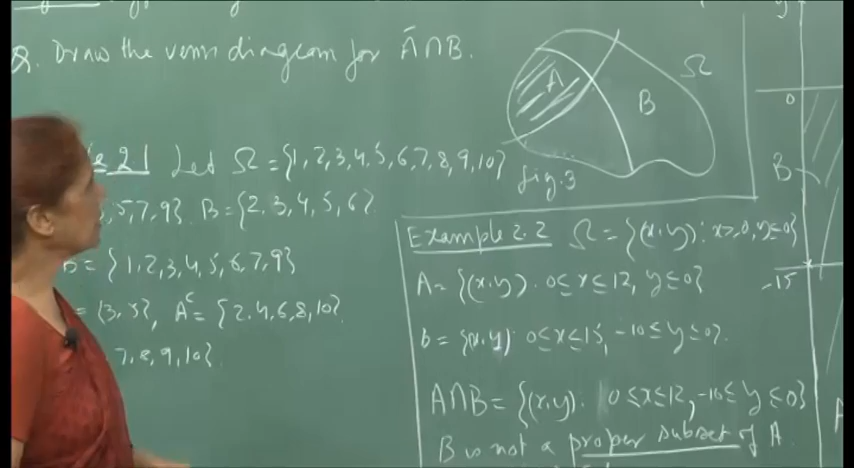 Q. Draw the venn diagram for Ā∩B.
A
B
Ω
fig.3
2.1 Let Ω = {1,2,3,4,5,6,7,8,9,10}
,5,7,9}. B = {2,3,4,5,6}.
= {1,2,3,4,5,6,7,9}
= {3,5}, Aᶜ = {2,4,6,8,10}.
7,8,9,10}.
Example 2.2 Ω = {(x,y): x≥0, y≤0}
A = {(x,y). 0≤x≤12, y≤0}
B = {(x,y). 0≤x≤15, -10≤y≤0}.
A∩B = {(x,y). 0≤x≤12, -10≤y≤0}
B is not a proper subset of A.
y
0
B
-15
A